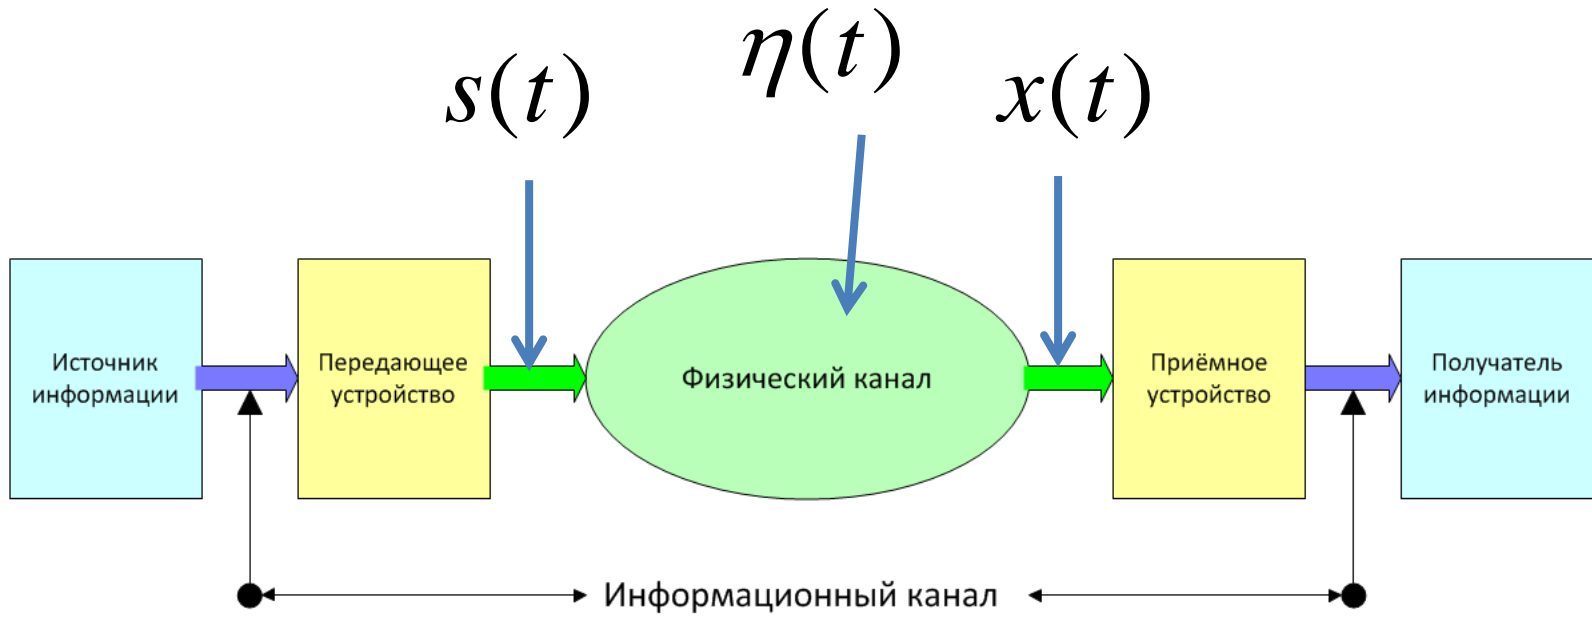 s(t)
η(t)
x(t)
Источник
информации
Передающее
устройство
Физический канал
Приёмное
устройство
Получатель
информации
Информационный канал